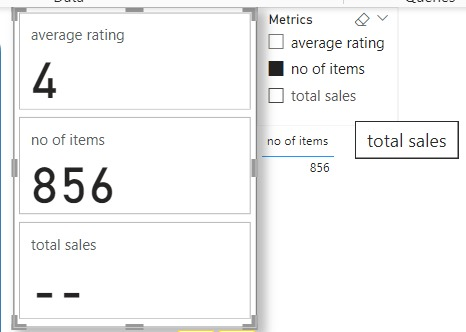 average rating
4
no of items
856
total sales
--
Metrics
average rating
no of items
total sales
no of items
856
total sales